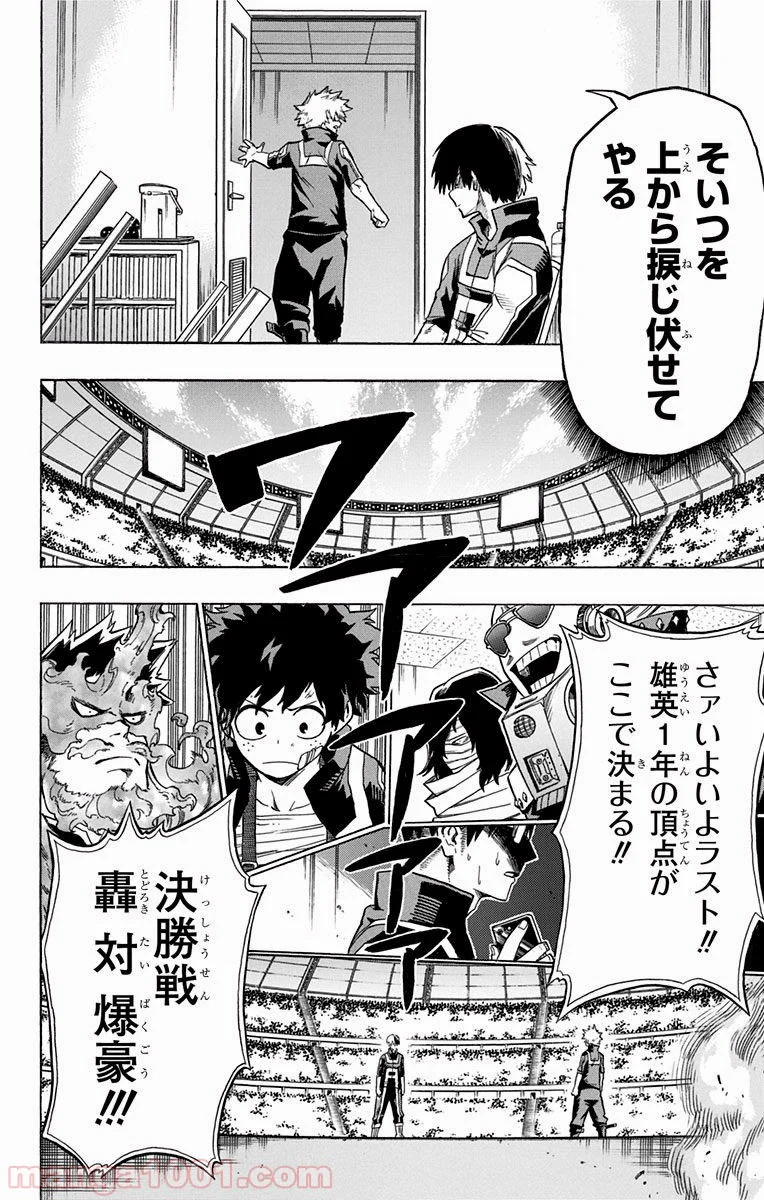 そいつを
上から捩じ伏せて
やる
ワアアアア
さァいよいよラスト!!
雄英1年の頂点が
ここで決まる!!
決勝戦
轟 対 爆豪!!!
manga1001.com